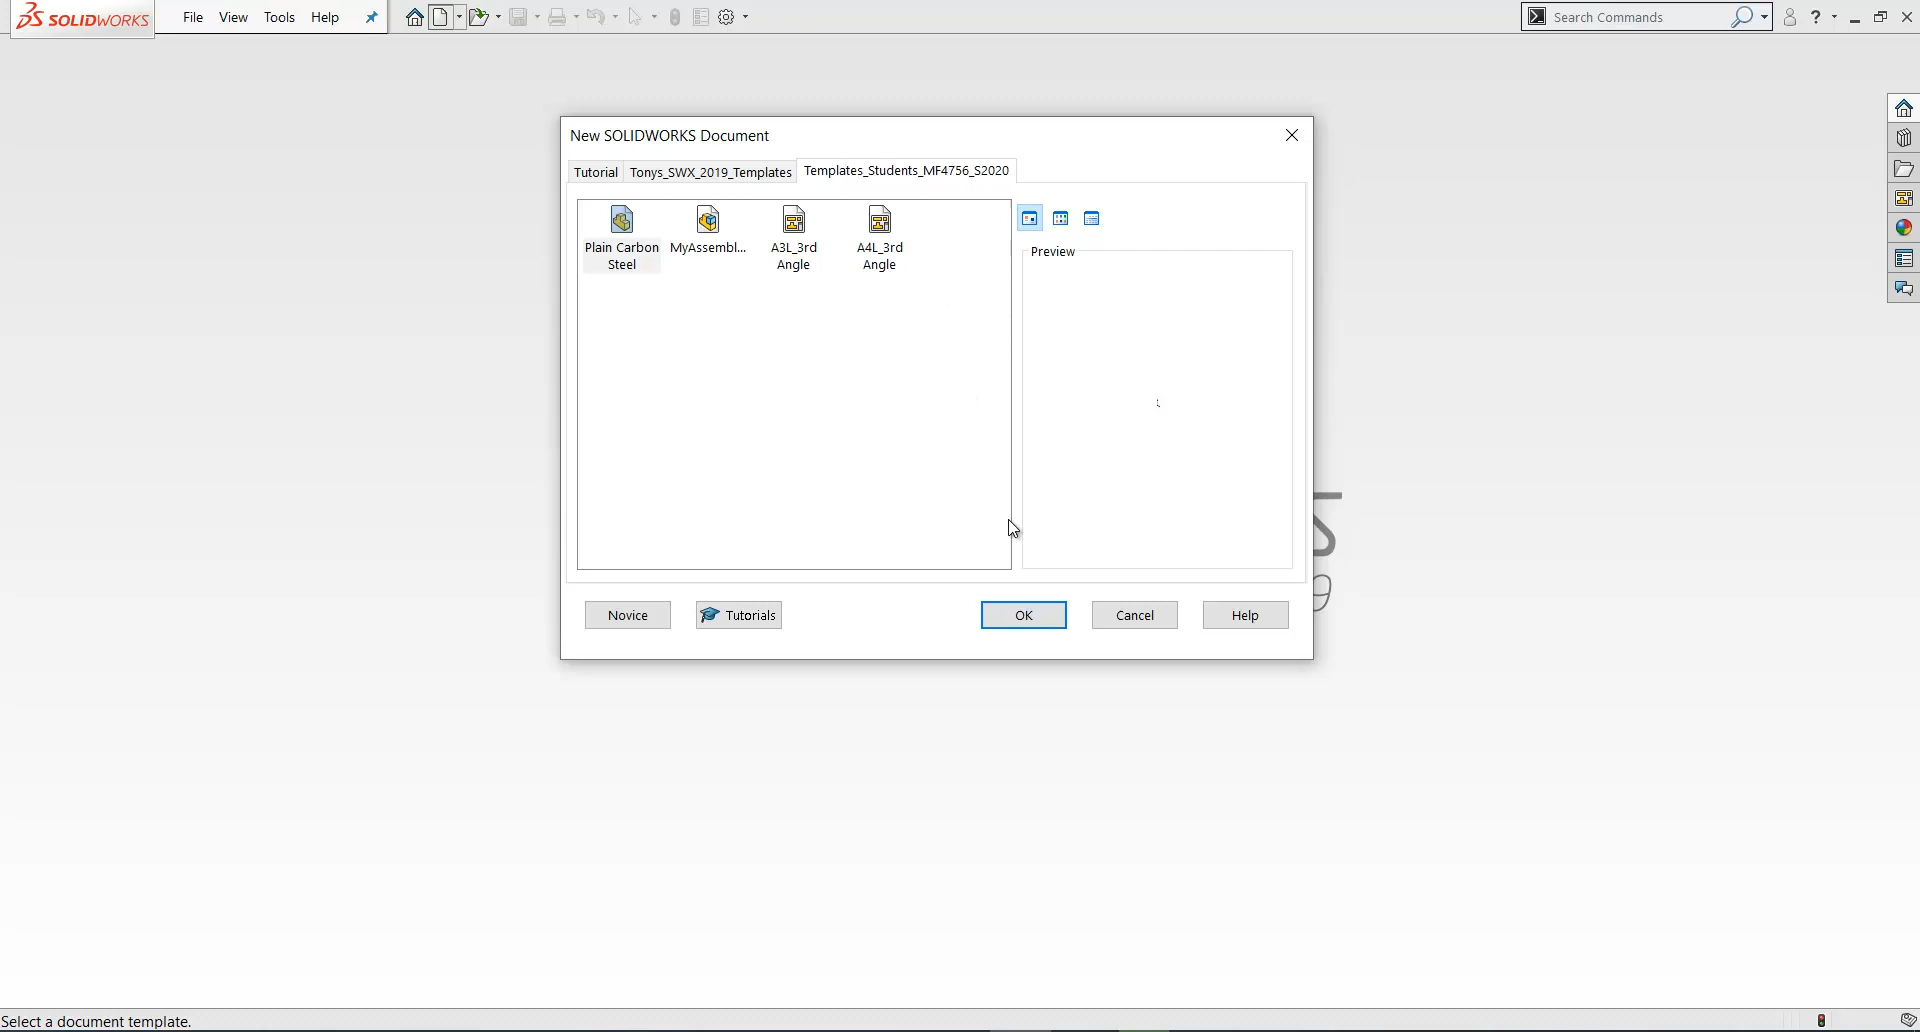 SOLIDWORKS File View Tools Help Search Commands ?
New SOLIDWORKS Document
Tutorial Tonys_SWX_2019_Templates Templates_Students_MF4756_S2020
Plain Carbon Steel
MyAssembl...
A3L_3rd Angle
A4L_3rd Angle
Preview
Novice Tutorials OK Cancel Help
Select a document template.